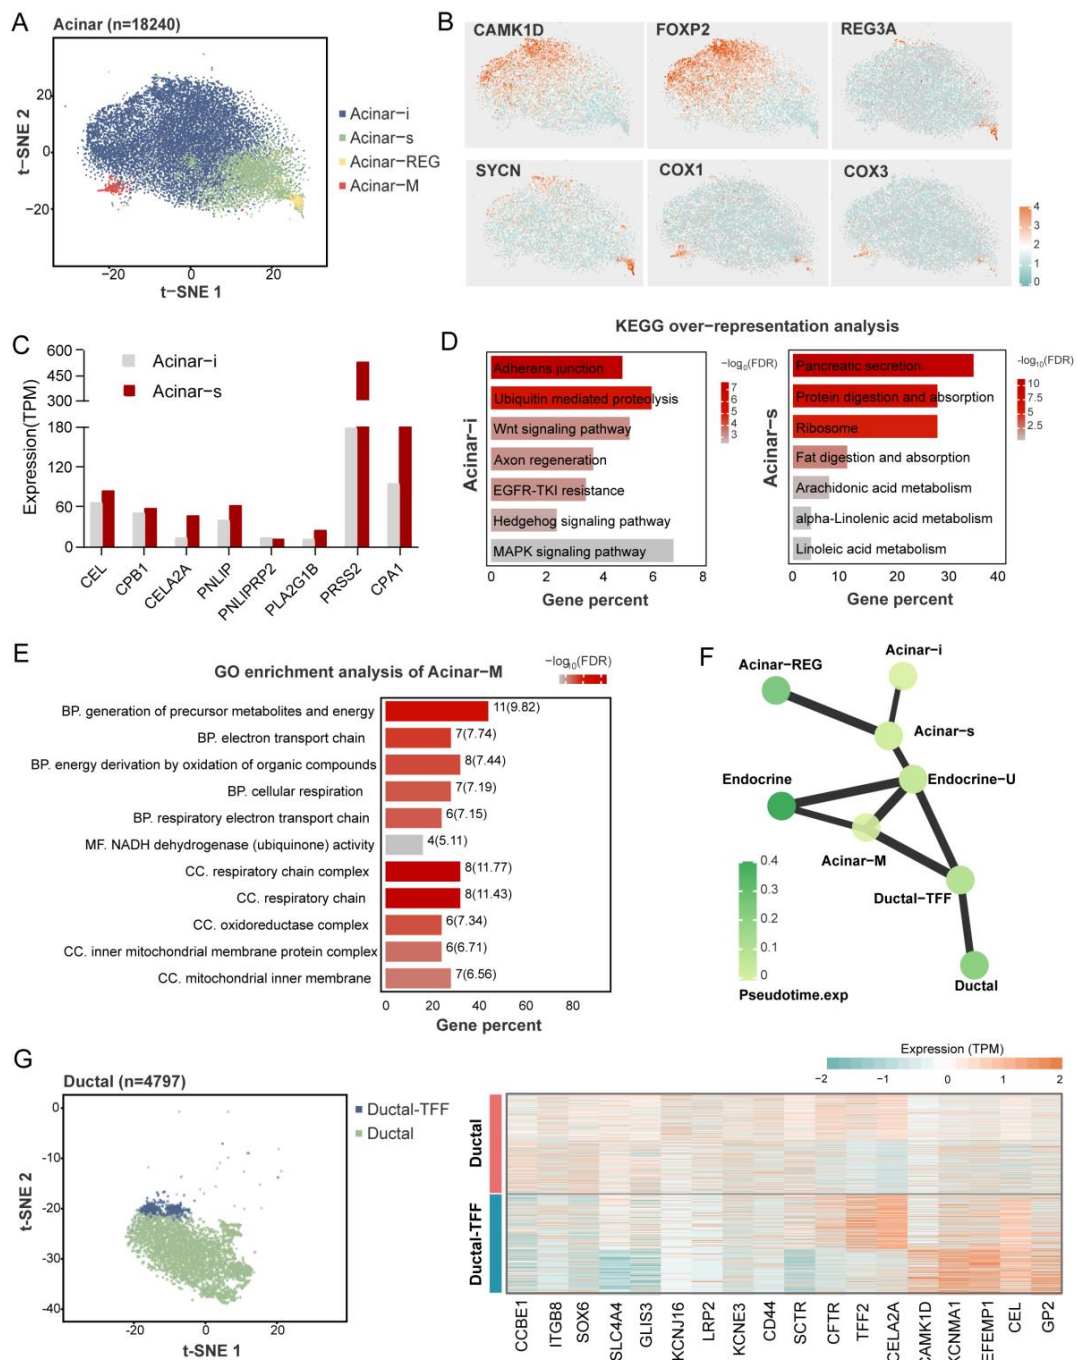 A
Acinar (n=18240)
t−SNE 2
20
0
−20
−20
0
20
t−SNE 1
Acinar−i
Acinar−s
Acinar−REG
Acinar−M
B
CAMK1D
FOXP2
REG3A
SYCN
COX1
COX3
4
3
2
1
0
C
Expression(TPM)
600
450
300
180
120
60
0
Acinar−i
Acinar−s
CEL
CPB1
CELA2A
PNLIP
PNLIPRP2
PLA2G1B
PRSS2
CPA1
KEGG over−representation analysis
D
Acinar−i
Adherens junction
Ubiquitin mediated proteolysis
Wnt signaling pathway
Axon regeneration
EGFR-TKI resistance
Hedgehog signaling pathway
MAPK signaling pathway
0 2 4 6 8
Gene percent
−log₀(FDR)
7
6
5
4
3
Acinar−s
Pancreatic secretion
Protein digestion and absorption
Ribosome
Fat digestion and absorption
Arachidonic acid metabolism
alpha-Linolenic acid metabolism
Linoleic acid metabolism
0 10 20 30 40
Gene percent
-log₁₀(FDR)
10
7.5
5
2.5
E
GO enrichment analysis of Acinar−M
−log₁₀(FDR)
BP. generation of precursor metabolites and energy 11(9.82)
BP. electron transport chain 7(7.74)
BP. energy derivation by oxidation of organic compounds 8(7.44)
BP. cellular respiration 7(7.19)
BP. respiratory electron transport chain 6(7.15)
MF. NADH dehydrogenase (ubiquinone) activity 4(5.11)
CC. respiratory chain complex 8(11.77)
CC. respiratory chain 8(11.43)
CC. oxidoreductase complex 6(7.34)
CC. inner mitochondrial membrane protein complex 6(6.71)
CC. mitochondrial inner membrane 7(6.56)
0 20 40 60 80
Gene percent
F
Acinar−i
Acinar-REG
Acinar-s
Endocrine
Endocrine−U
Acinar−M
Ductal−TFF
Ductal
0.4
0.3
0.2
0.1
0
Pseudotime.exp
G
Ductal (n=4797)
t-SNE 2
0
-10
-20
-30
-40
-20
-10
0
10
20
30
t-SNE 1
Ductal-TFF
Ductal
Expression (TPM)
−2 −1 0 1 2
Ductal
Ductal-TFF
CCBE1
ITGB8
SOX6
SLC4A4
GLIS3
KCNJ16
LRP2
KCNE3
CD44
SCTR
CFTR
TFF2
CELA2A
CAMK1D
KCNMA1
EFEMP1
CEL
GP2